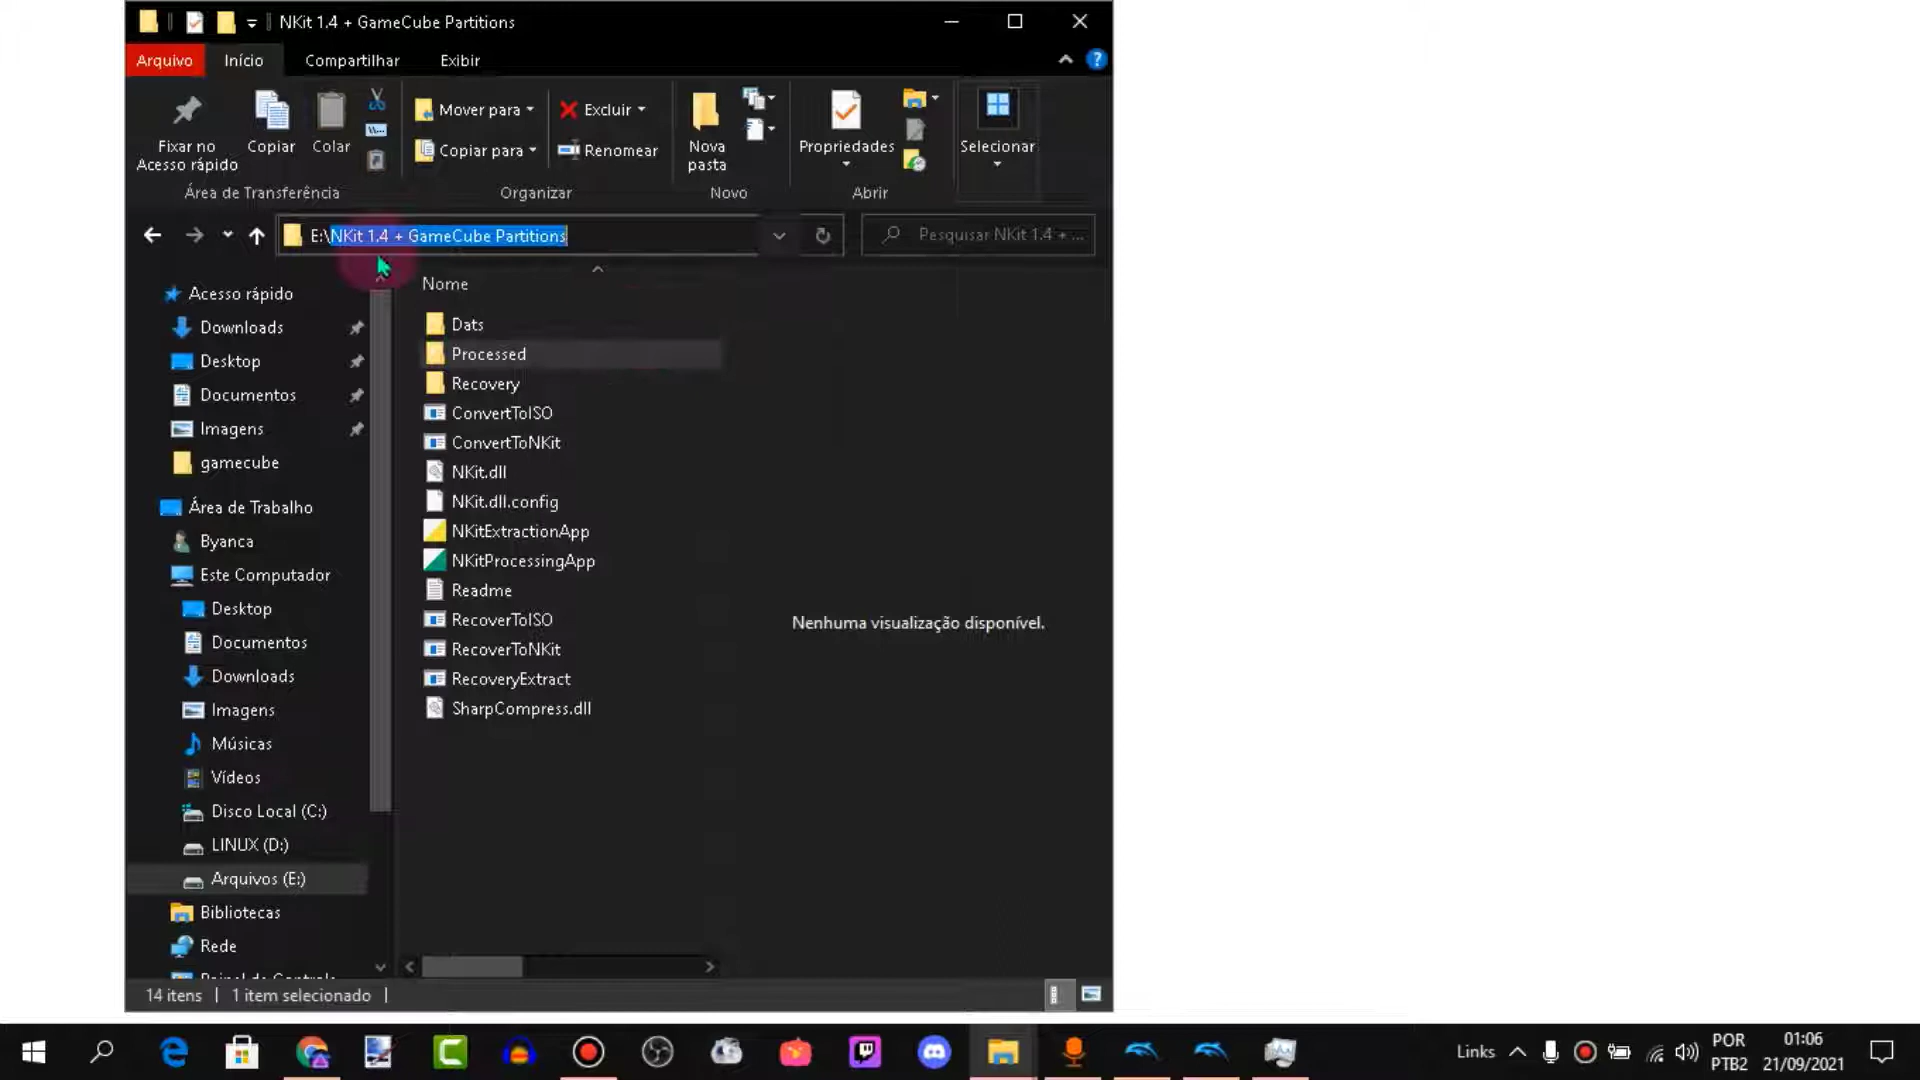 NKit 1.4 + GameCube Partitions
Arquivo
Início
Compartilhar
Exibir
?
Fixar no
Acesso rápido
Copiar
Colar
Mover para
Copiar para
Excluir
Renomear
Nova
pasta
Propriedades
Selecionar
Área de Transferência
Organizar
Novo
Abrir
E:\NKit 1.4 + GameCube Partitions
Pesquisar NKit 1.4 + ...
Acesso rápido
Downloads
Desktop
Documentos
Imagens
gamecube
Área de Trabalho
Byanca
Este Computador
Desktop
Documentos
Downloads
Imagens
Músicas
Vídeos
Disco Local (C:)
LINUX (D:)
Arquivos (E:)
Bibliotecas
Rede
Nome
Dats
Processed
Recovery
ConvertToISO
ConvertToNKit
NKit.dll
NKit.dll.config
NKitExtractionApp
NKitProcessingApp
Readme
RecoverToISO
RecoverToNKit
RecoveryExtract
SharpCompress.dll
Nenhuma visualização disponível.
14 itens
1 item selecionado
Links
POR
PTB2
01:06
21/09/2021